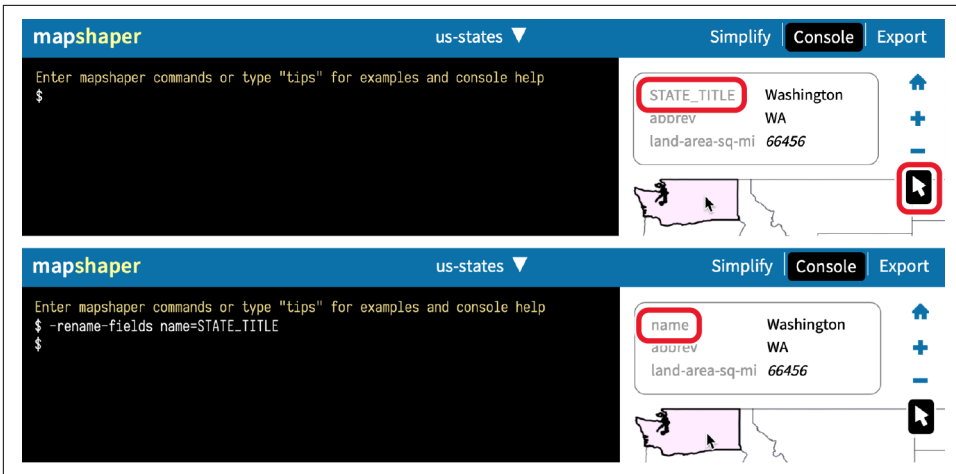 mapshaper us-states ▼ Simplify Console Export
Enter mapshaper commands or type "tips" for examples and console help
$
STATE_TITLE Washington
abbrev WA
land-area-sq-mi 66456
mapshaper us-states ▼ Simplify Console Export
Enter mapshaper commands or type "tips" for examples and console help
$ -rename-fields name=STATE_TITLE
$
name Washington
abbrev WA
land-area-sq-mi 66456